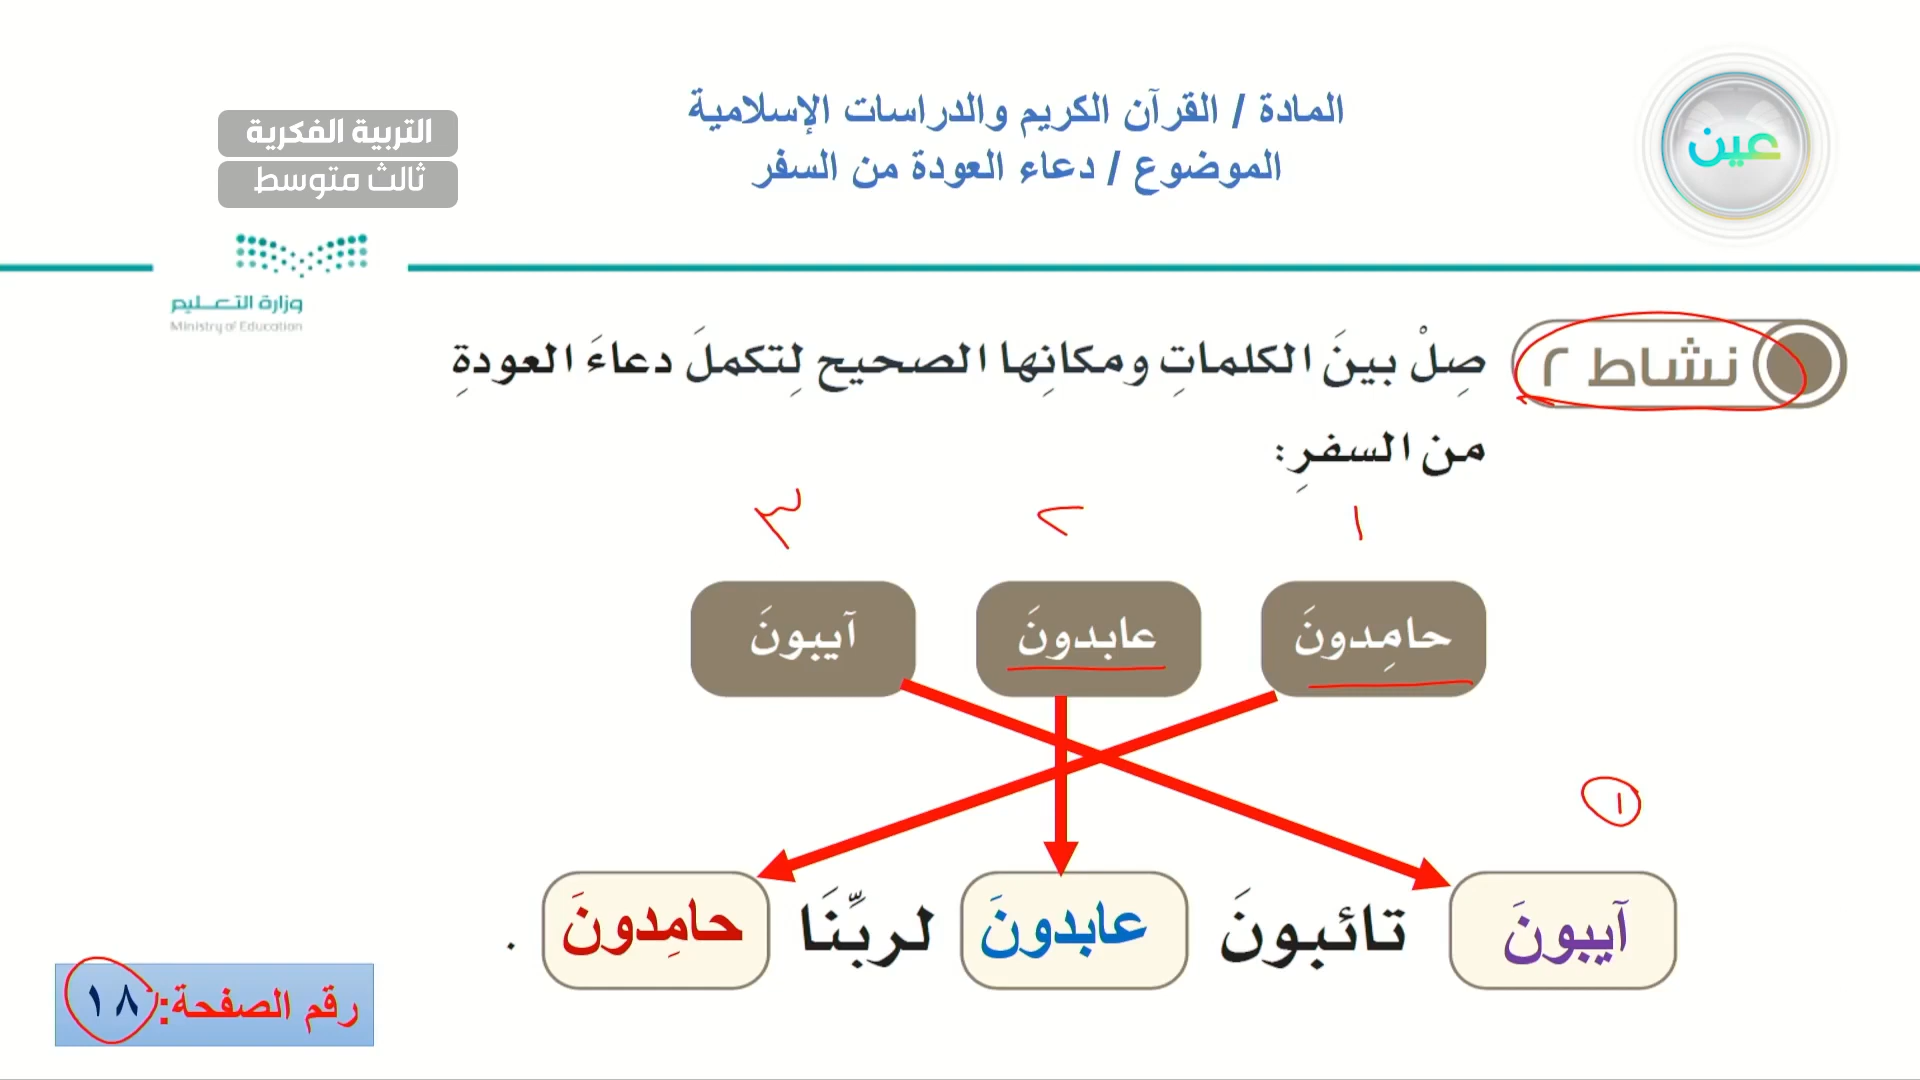 المادة / القرآن الكريم والدراسات الإسلامية
الموضوع / دعاء العودة من السفر
عين
التربية الفكرية
ثالث متوسط
وزارة التعليم
Ministry of Education
نشاط ٢
صِلْ بينَ الكلماتِ ومكانِها الصحيح لِتكملَ دعاءَ العودةِ
من السفرِ:
١ ٢ ٣
حامِدونَ عابدونَ آيبونَ
١
آيبونَ تائبونَ عابدونَ لربِّنَا حامِدونَ .
رقم الصفحة: ١٨